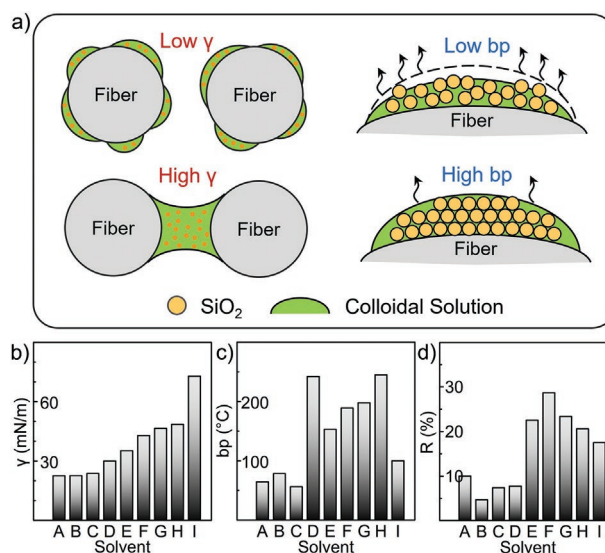 a)
Low γ
Low bp
Fiber
Fiber
Fiber
High γ
High bp
Fiber
Fiber
Fiber
SiO₂
Colloidal Solution
b)
γ (mN/m)
60
30
A B C D E F G H I
Solvent
c)
bp (°C)
200
100
A B C D E F G H I
Solvent
d)
R (%)
30
20
10
A B C D E F G H I
Solvent